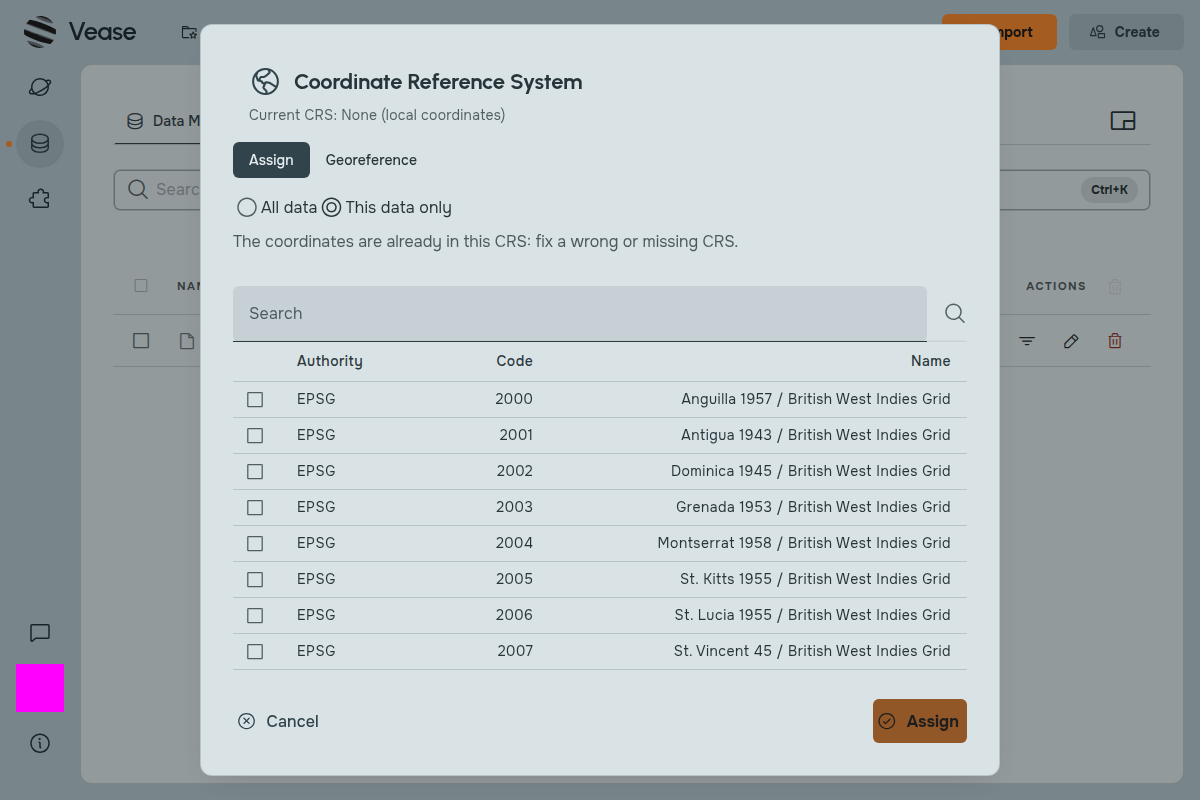 Vease
Create
Coordinate Reference System
Current CRS: None (local coordinates)
Assign
Georeference
All data
This data only
Ctrl+K
The coordinates are already in this CRS: fix a wrong or missing CRS.
ACTIONS
Search
Authority Code Name
EPSG 2000 Anguilla 1957 / British West Indies Grid
EPSG 2001 Antigua 1943 / British West Indies Grid
EPSG 2002 Dominica 1945 / British West Indies Grid
EPSG 2003 Grenada 1953 / British West Indies Grid
EPSG 2004 Montserrat 1958 / British West Indies Grid
EPSG 2005 St. Kitts 1955 / British West Indies Grid
EPSG 2006 St. Lucia 1955 / British West Indies Grid
EPSG 2007 St. Vincent 45 / British West Indies Grid
Cancel
Assign